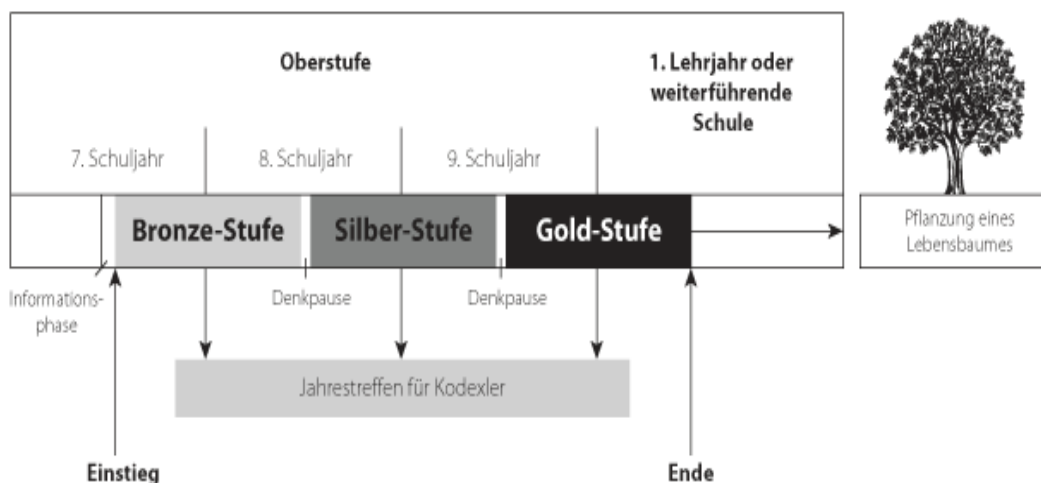 Oberstufe
1. Lehrjahr oder
weiterführende
Schule
7. Schuljahr
8. Schuljahr
9. Schuljahr
Bronze-Stufe
Silber-Stufe
Gold-Stufe
Pflanzung eines
Lebensbaumes
Informations-
phase
Denkpause
Denkpause
Jahrestreffen für Kodexler
Einstieg
Ende